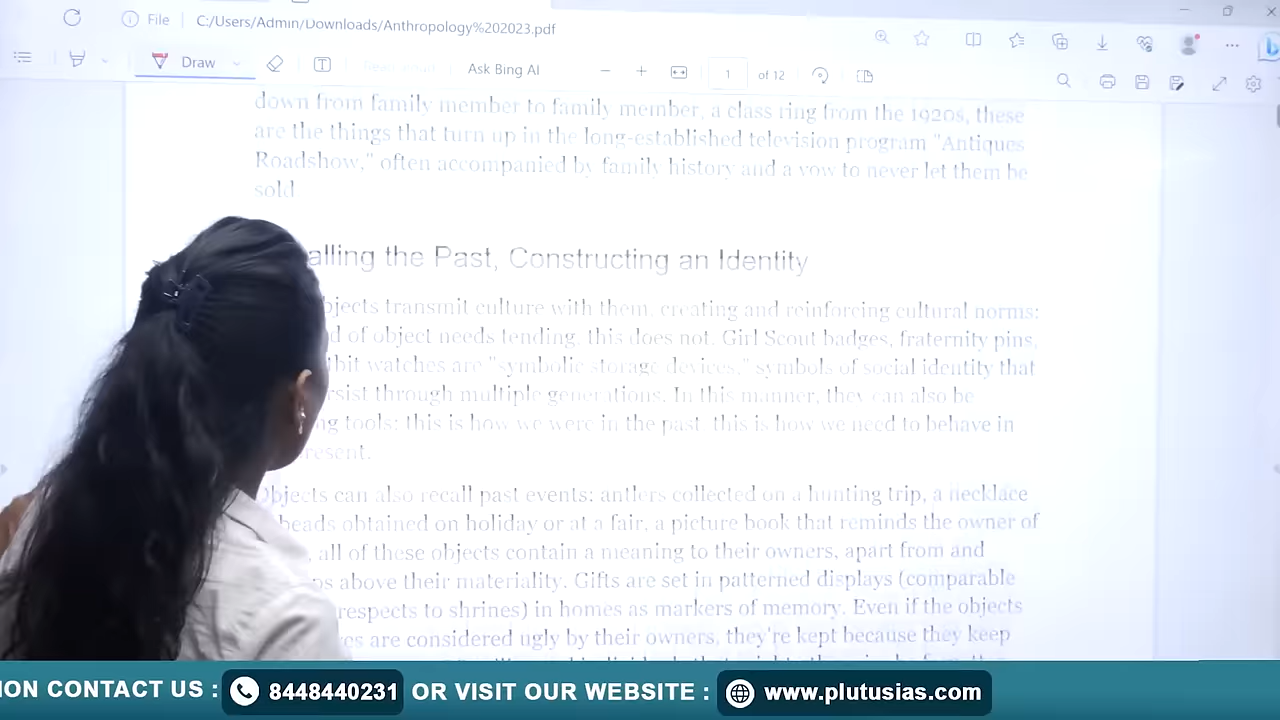 File C:/Users/Admin/Downloads/Anthropology%202023.pdf
Draw Read aloud Ask Bing AI 1 of 12
down from family member to family member, a class ring from the 1920s, these
are the things that turn up in the long-established television program "Antiques
Roadshow," often accompanied by family history and a vow to never let them be
sold
alling the Past, Constructing an Identity
bjects transmit culture with them, creating and reinforcing cultural norms:
d of object needs tending, this does not. Girl Scout badges, fraternity pins,
bit watches are "symbolic storage devices," symbols of social identity that
rsist through multiple generations. In this manner, they can also be
ng tools: this is how we were in the past, this is how we need to behave in
resent.
Objects can also recall past events: antlers collected on a hunting trip, a necklace
beads obtained on holiday or at a fair, a picture book that reminds the owner of
, all of these objects contain a meaning to their owners, apart from and
ps above their materiality. Gifts are set in patterned displays (comparable
respects to shrines) in homes as markers of memory. Even if the objects
ves are considered ugly by their owners, they're kept because they keep
ION CONTACT US : 8448440231 OR VISIT OUR WEBSITE : www.plutusias.com